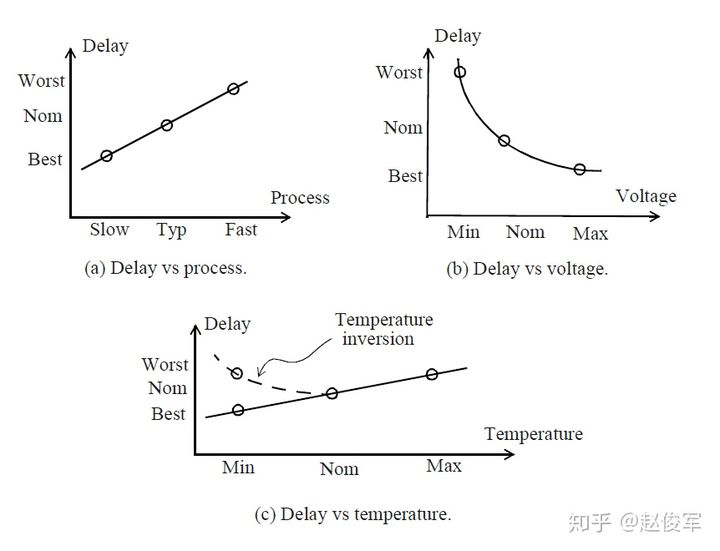 Delay
Worst
Nom
Best
Process
Slow Typ Fast
(a) Delay vs process.
Delay
Worst
Nom
Best
Voltage
Min Nom Max
(b) Delay vs voltage.
Delay
Temperature
inversion
Worst
Nom
Best
Temperature
Min Nom Max
(c) Delay vs temperature.
知乎 @赵俊军